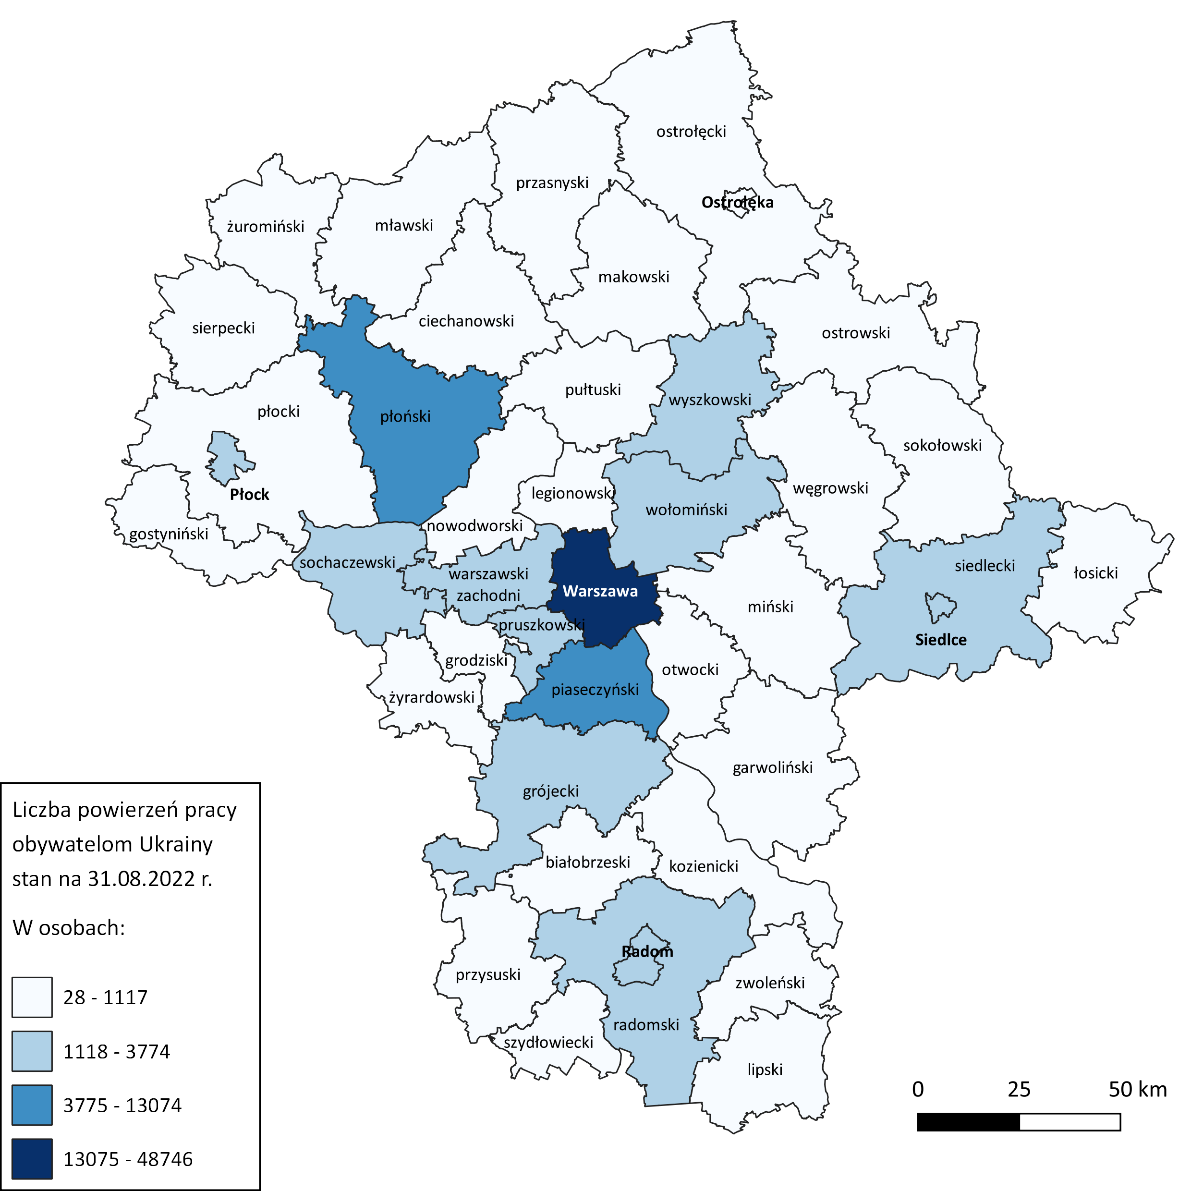 ostrołęcki
przasnyski
Ostrołęka
żuromiński
mławski
makowski
ciechanowski
sierpecki
ostrowski
pułtuski
wyszkowski
płocki
płoński
sokołowski
Płock
legionowski
węgrowski
wołomiński
gostyniński
nowodworski
sochaczewski
warszawski
zachodni
siedlecki
łosicki
Warszawa
miński
pruszkowski
Siedlce
grodziski
otwocki
żyrardowski
piaseczyński
garwoliński
grójecki
białobrzeski
kozienicki
Radom
przysuski
zwoleński
radomski
szydłowiecki
lipski
Liczba powierzeń pracy
obywatelom Ukrainy
stan na 31.08.2022 r.
W osobach:
28 - 1117
1118 - 3774
3775 - 13074
13075 - 48746
0 25 50 km